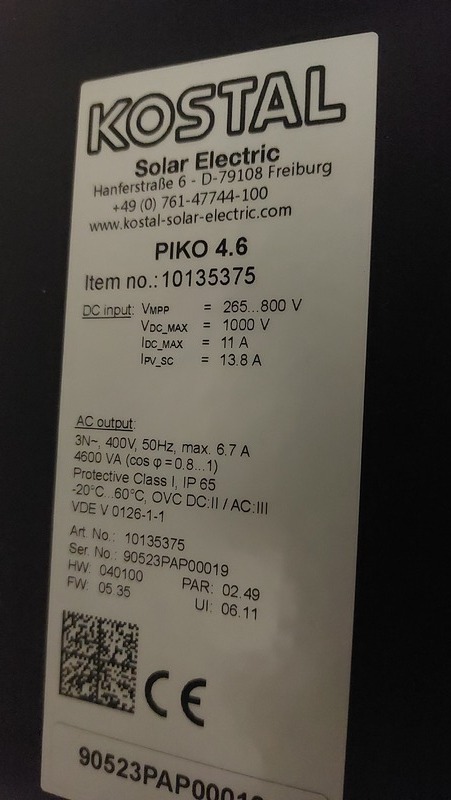 KOSTAL
Solar Electric
Hanferstraße 6 - D-79108 Freiburg
+49 (0) 761-47744-100
www.kostal-solar-electric.com
PIKO 4.6
Item no.: 10135375
DC input: VMPP = 265...800 V
VDC_MAX = 1000 V
IDC_MAX = 11 A
IPV_SC = 13.8 A
AC output:
3N~, 400V, 50Hz, max. 6.7 A
4600 VA (cos φ = 0.8...1)
Protective Class I, IP 65
-20°C...60°C, OVC DC:II / AC:III
VDE V 0126-1-1
Art. No.: 10135375
Ser. No.: 90523PAP00019
HW: 040100 PAR: 02.49
FW: 05.35 UI: 06.11
CE
90523PAP00019